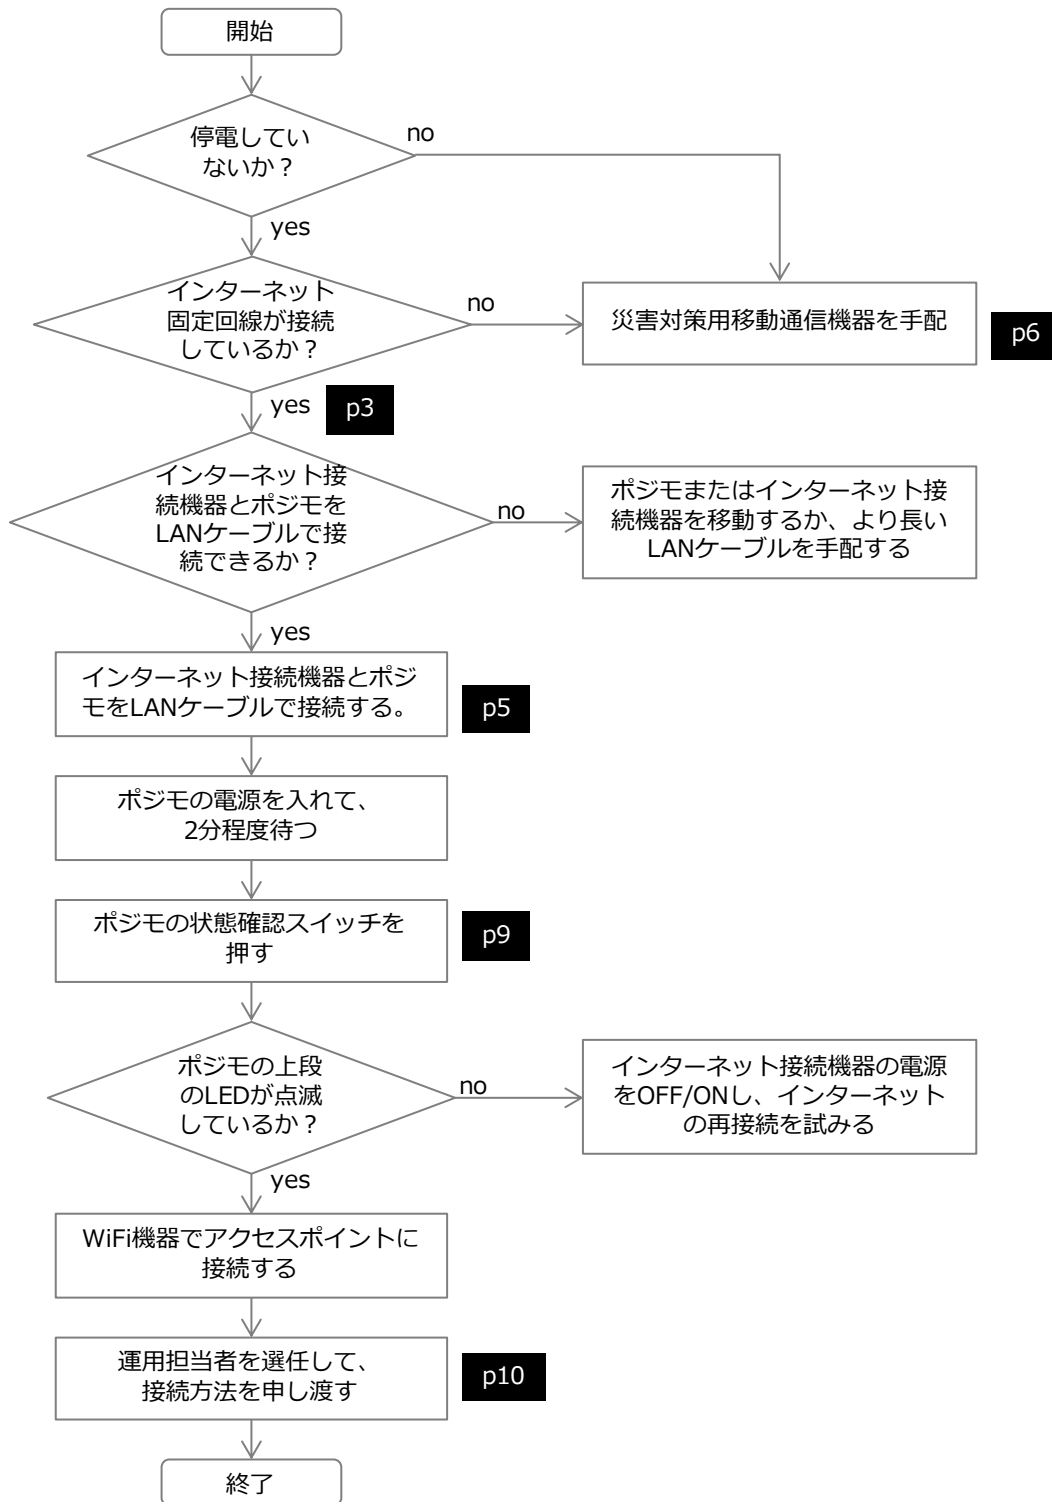 開始
停電してい
ないか？
no
yes
インターネット
固定回線が接続
しているか？
no
災害対策用移動通信機器を手配
p6
yes
p3
インターネット接
続機器とポジモを
LANケーブルで接
続できるか？
no
ポジモまたはインターネット接
続機器を移動するか、より長い
LANケーブルを手配する
yes
インターネット接続機器とポジ
モをLANケーブルで接続する。
p5
ポジモの電源を入れて、
2分程度待つ
ポジモの状態確認スイッチを
押す
p9
ポジモの上段
のLEDが点滅
しているか？
no
インターネット接続機器の電源
をOFF/ONし、インターネット
の再接続を試みる
yes
WiFi機器でアクセスポイントに
接続する
運用担当者を選任して、
接続方法を申し渡す
p10
終了